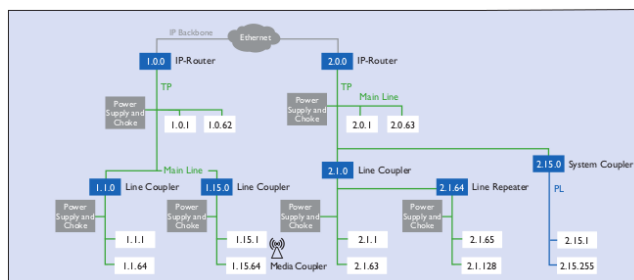 IP Backbone
Ethernet
1.0.0 IP-Router
2.0.0 IP-Router
TP
TP
Power
Supply and
Choke
1.0.1
1.0.62
Power
Supply and
Choke
Main Line
2.0.1
2.0.63
Main Line
1.1.0 Line Coupler
1.15.0 Line Coupler
2.1.0 Line Coupler
2.1.64 Line Repeater
2.15.0 System Coupler
PL
Power
Supply and
Choke
1.1.1
1.1.64
Power
Supply and
Choke
1.15.1
1.15.64
Media Coupler
Power
Supply and
Choke
2.1.1
2.1.63
Power
Supply and
Choke
2.1.65
2.1.128
2.15.1
2.15.255